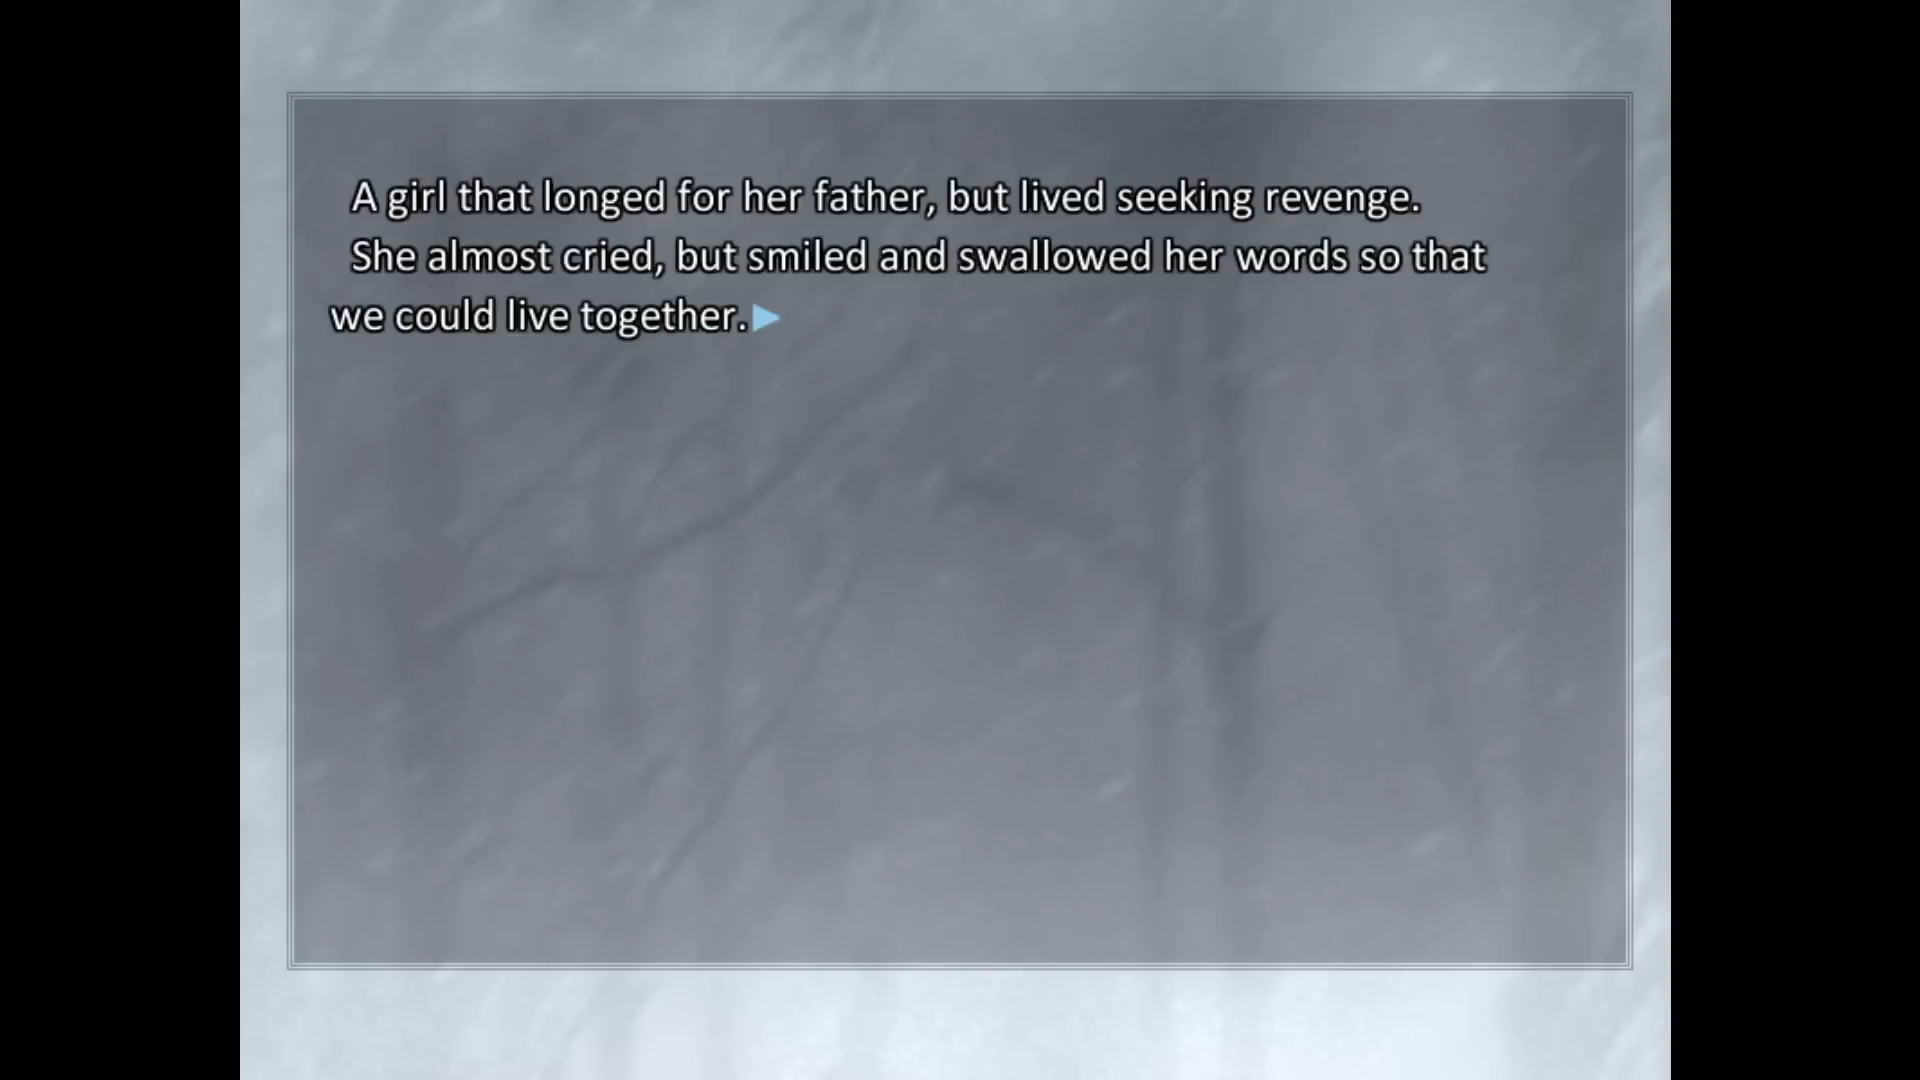 A girl that longed for her father, but lived seeking revenge.
She almost cried, but smiled and swallowed her words so that
we could live together.